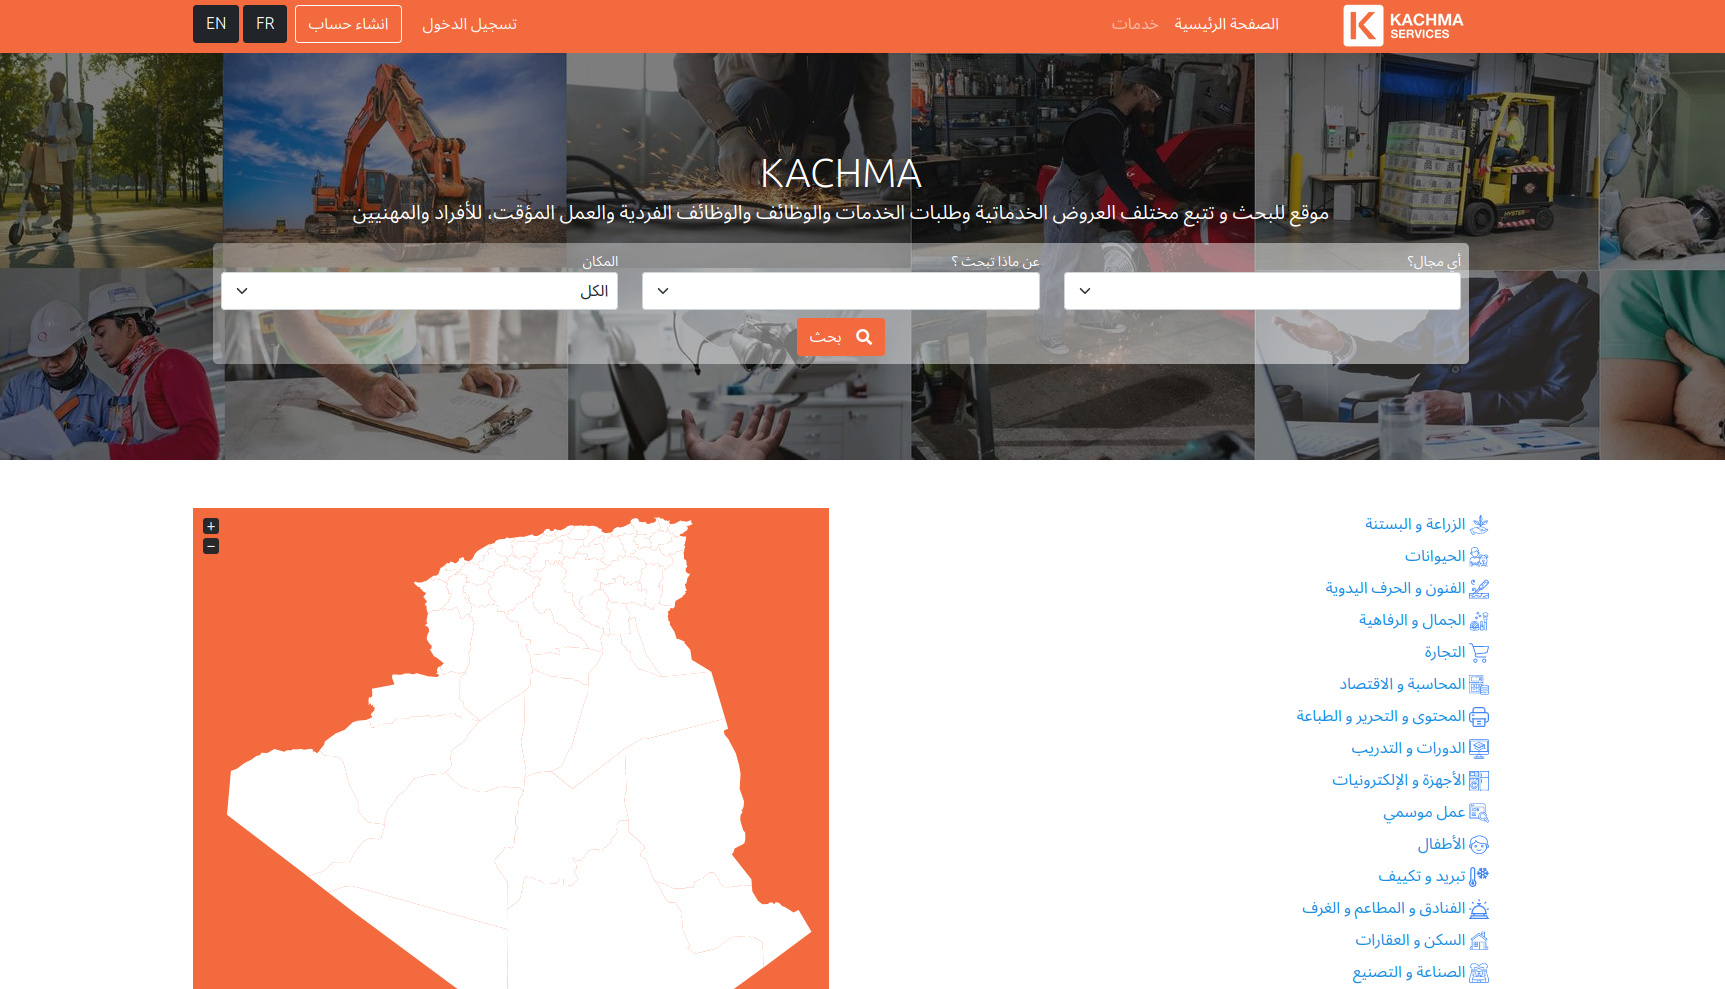 KACHMA
SERVICES
الصفحة الرئيسية
خدمات
تسجيل الدخول
انشاء حساب
FR
EN
KACHMA
موقع للبحث و تتبع مختلف العروض الخدماتية وطلبات الخدمات والوظائف والوظائف الفردية والعمل المؤقت، للأفراد والمهنيين
أي مجال؟
عن ماذا تبحث ؟
المكان
الكل
بحث
الزراعة و البستنة
الحيوانات
الفنون و الحرف اليدوية
الجمال و الرفاهية
التجارة
المحاسبة و الاقتصاد
المحتوى و التحرير و الطباعة
الدورات و التدريب
الأجهزة و الإلكترونيات
عمل موسمي
الأطفال
تبريد و تكييف
الفنادق و المطاعم و الغرف
السكن و العقارات
الصناعة و التصنيع
+
−
HYSTER